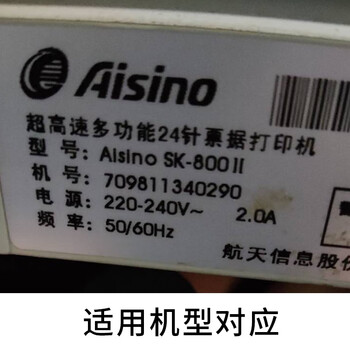 Aisino
超高速多功能24针票据打印机
型 号: Aisino SK-800II
机 号: 709811340290
电 源: 220-240V~ 2.0A
频 率: 50/60Hz
航天信息股份
适用机型对应